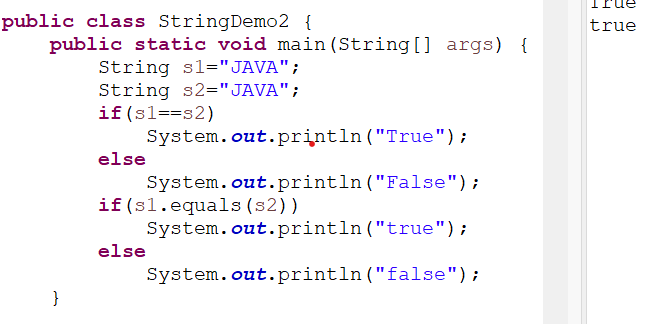 public class StringDemo2 {
public static void main(String[] args) {
String s1="JAVA";
String s2="JAVA";
if(s1==s2)
System.out.println("True");
else
System.out.println("False");
if(s1.equals(s2))
System.out.println("true");
else
System.out.println("false");
}
True
true